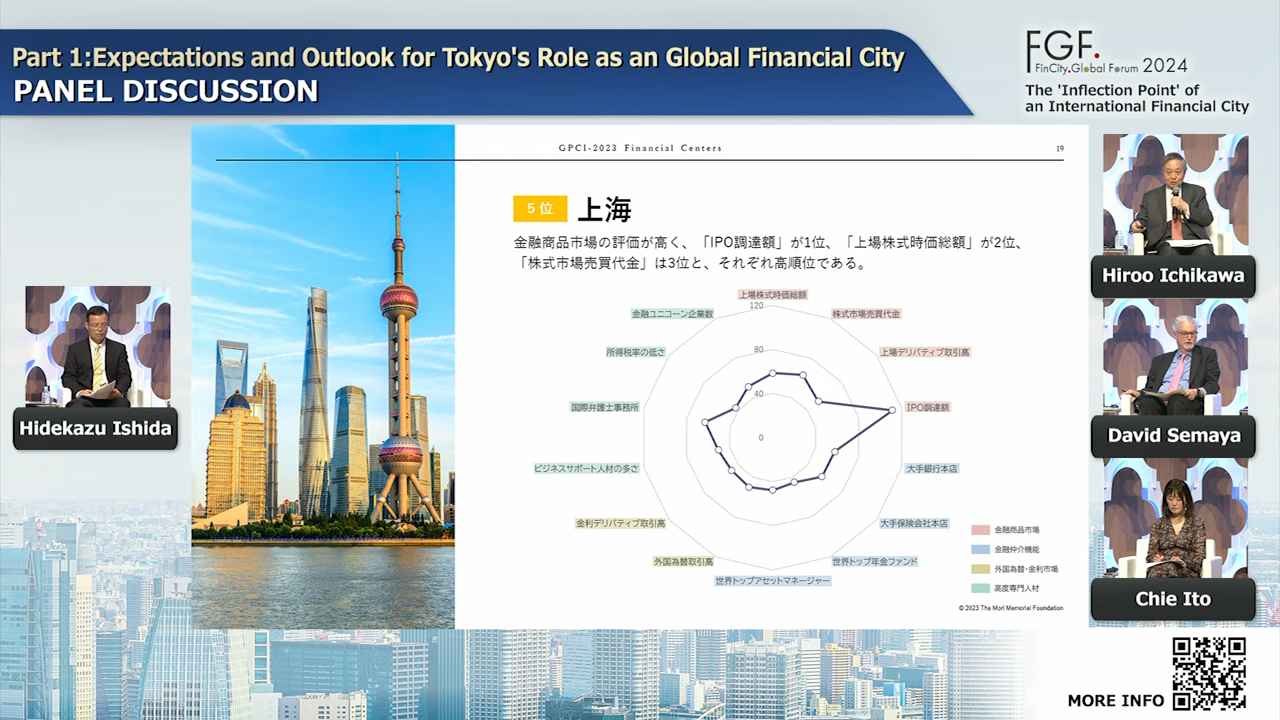 Part 1:Expectations and Outlook for Tokyo's Role as an Global Financial City
PANEL DISCUSSION
FGF.
FinCity.Global Forum 2024
The 'Inflection Point' of
an International Financial City
GPCI-2023 Financial Centers
19
5位 上海
金融商品市場の評価が高く、「IPO調達額」が1位、「上場株式時価総額」が2位、
「株式市場売買代金」は3位と、それぞれ高順位である。
上場株式時価総額
120
金融ユニコーン企業数
株式市場売買代金
80
所得税率の低さ
上場デリバティブ取引高
40
国際弁護士事務所
IPO調達額
0
ビジネスサポート人材の多さ
大手銀行本店
金利デリバティブ取引高
大手保険会社本店
外国為替取引高
世界トップ年金ファンド
世界トップアセットマネージャー
金融商品市場
金融仲介機能
外国為替・金利市場
高度専門人材
© 2023 The Mori Memorial Foundation
Hidekazu Ishida
Hiroo Ichikawa
David Semaya
Chie Ito
MORE INFO